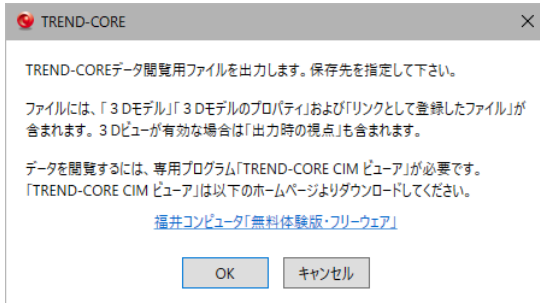 TREND-CORE
TREND-COREデータ閲覧用ファイルを出力します。保存先を指定して下さい。
ファイルには、「３Dモデル」「３Dモデルのプロパティ」および「リンクとして登録したファイル」が
含まれます。３Dビューが有効な場合は「出力時の視点」も含まれます。
データを閲覧するには、専用プログラム「TREND-CORE CIM ビューア」が必要です。
「TREND-CORE CIM ビューア」は以下のホームページよりダウンロードしてください。
福井コンピュータ「無料体験版・フリーウェア」
OK キャンセル